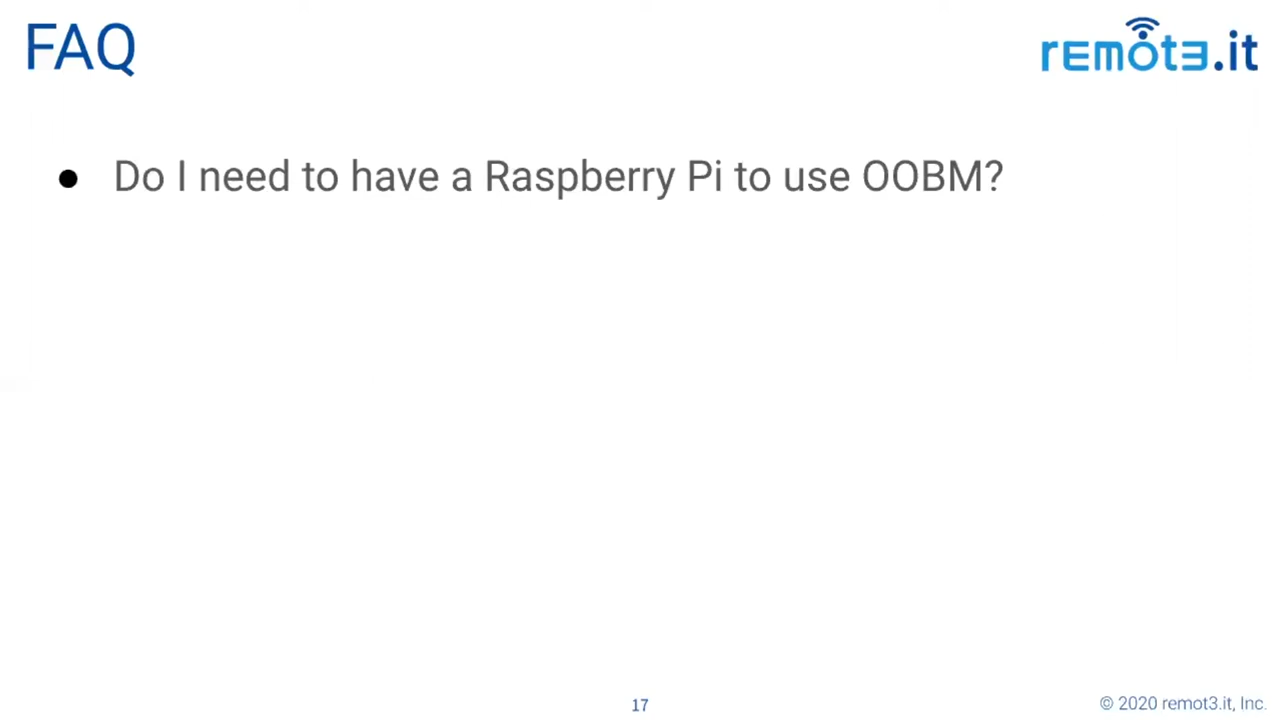 FAQ
remot3.it
● Do I need to have a Raspberry Pi to use OOBM?
17
© 2020 remot3.it, Inc.